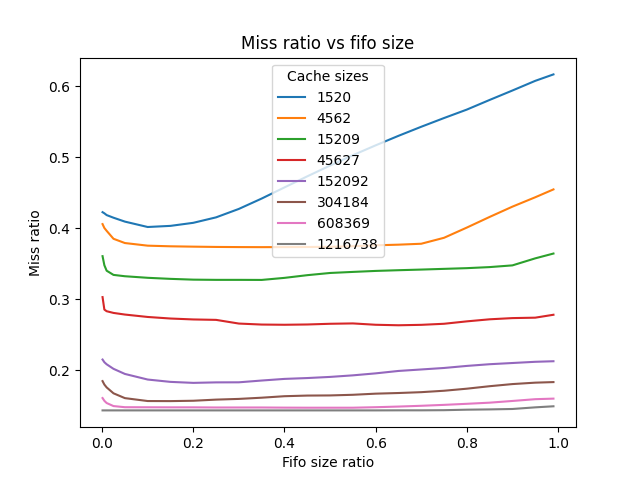 Miss ratio vs fifo size
Cache sizes
1520
4562
15209
45627
152092
304184
608369
1216738
Miss ratio
0.6
0.5
0.4
0.3
0.2
0.0 0.2 0.4 0.6 0.8 1.0
Fifo size ratio